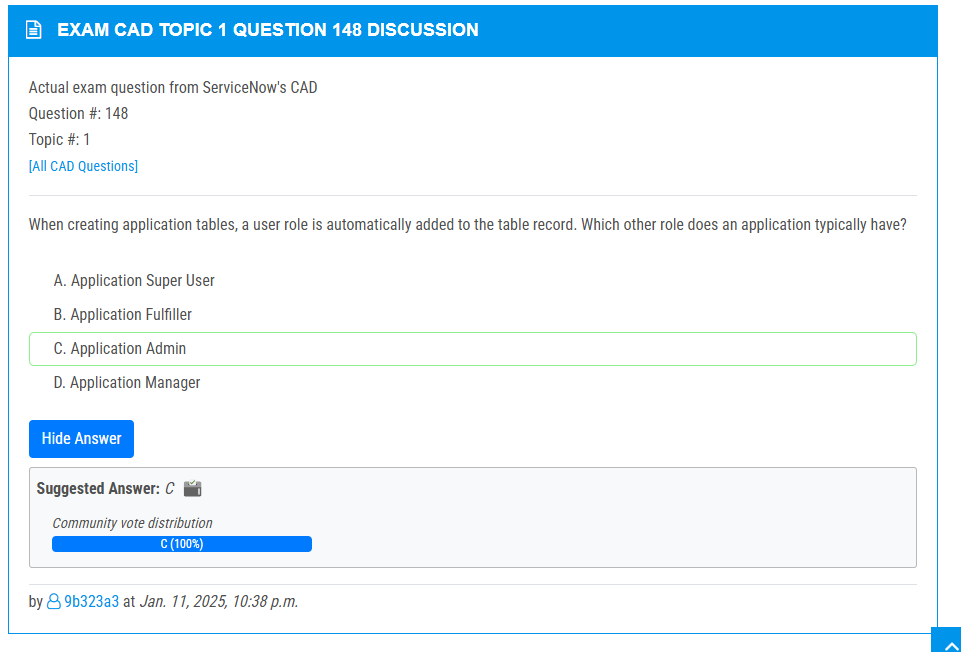 EXAM CAD TOPIC 1 QUESTION 148 DISCUSSION
Actual exam question from ServiceNow's CAD
Question #: 148
Topic #: 1
[All CAD Questions]
When creating application tables, a user role is automatically added to the table record. Which other role does an application typically have?
A. Application Super User
B. Application Fulfiller
C. Application Admin
D. Application Manager
Hide Answer
Suggested Answer: C
Community vote distribution
C (100%)
by 9b323a3 at Jan. 11, 2025, 10:38 p.m.